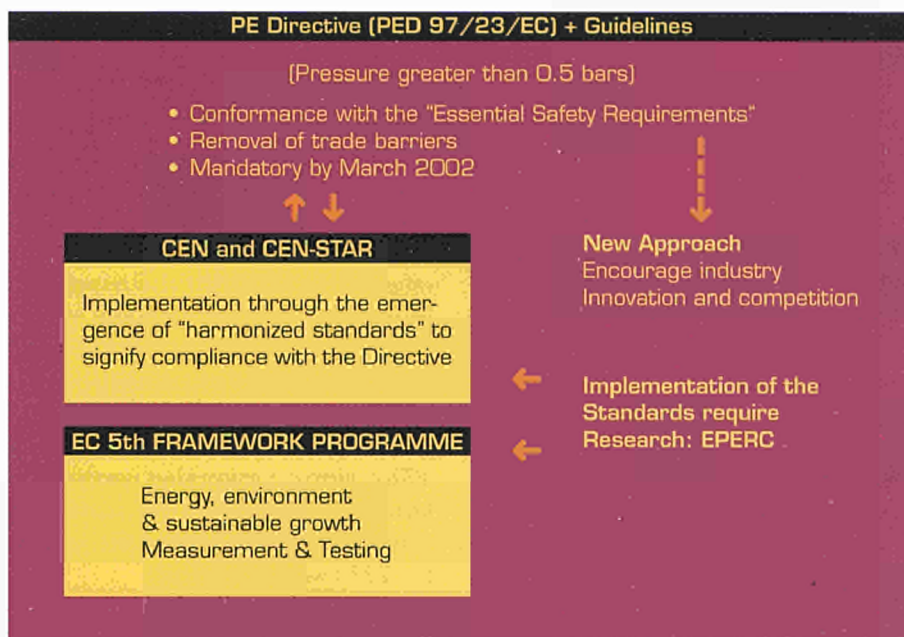 PE Directive (PED 97/23/EC) + Guidelines
(Pressure greater than 0.5 bars)
• Conformance with the "Essential Safety Requirements"
• Removal of trade barriers
• Mandatory by March 2002
CEN and CEN-STAR
Implementation through the emer-
gence of "harmonized standards" to
signify compliance with the Directive
New Approach
Encourage industry
Innovation and competition
Implementation of the
Standards require
Research: EPERC
EC 5th FRAMEWORK PROGRAMME
Energy, environment
& sustainable growth
Measurement & Testing